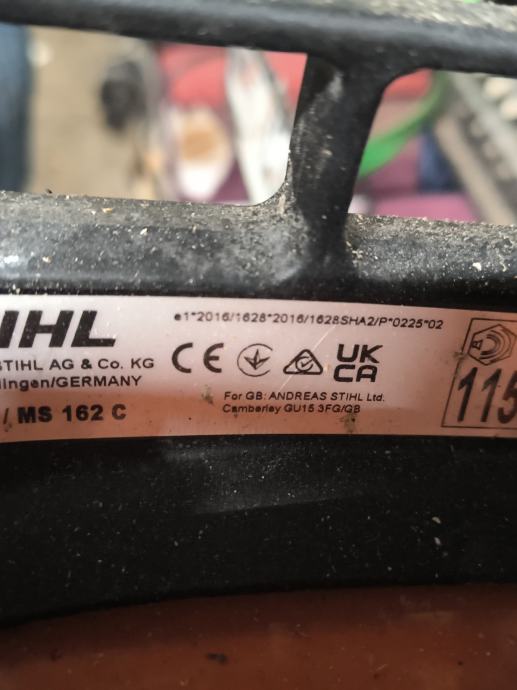 IHL
STIHL AG & Co. KG
lingen/GERMANY
/ MS 162 C
e1*2016/1628*2016/1628SHA2/P*0225*02
CE
UK
CA
For GB: ANDREAS STIHL Ltd.
Camberley GU15 3FG/GB
115